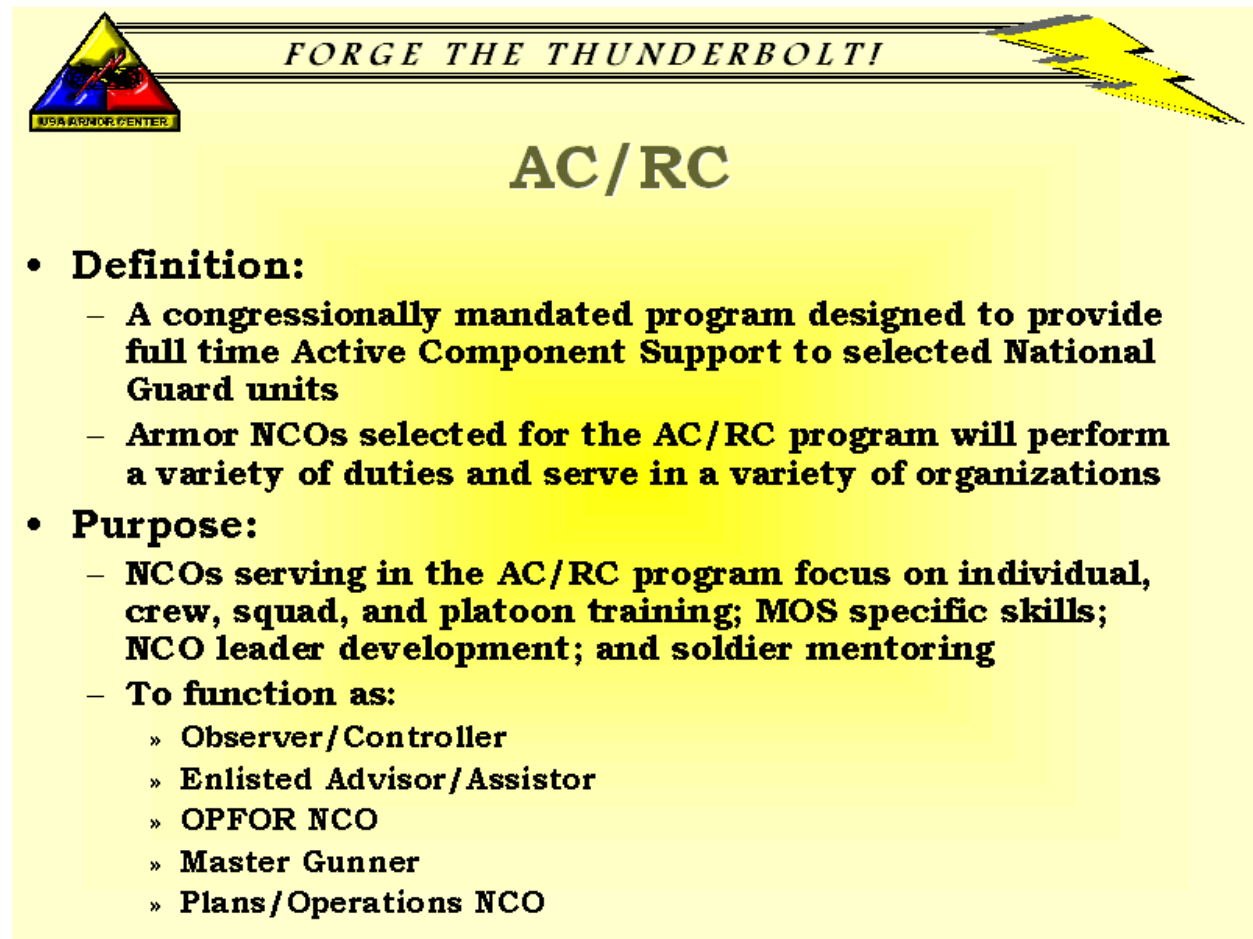 FORGE THE THUNDERBOLT!
USA ARMOR CENTER
AC/RC
• Definition:
– A congressionally mandated program designed to provide
full time Active Component Support to selected National
Guard units
– Armor NCOs selected for the AC/RC program will perform
a variety of duties and serve in a variety of organizations
• Purpose:
– NCOs serving in the AC/RC program focus on individual,
crew, squad, and platoon training; MOS specific skills;
NCO leader development; and soldier mentoring
– To function as:
» Observer/Controller
» Enlisted Advisor/Assistor
» OPFOR NCO
» Master Gunner
» Plans/Operations NCO